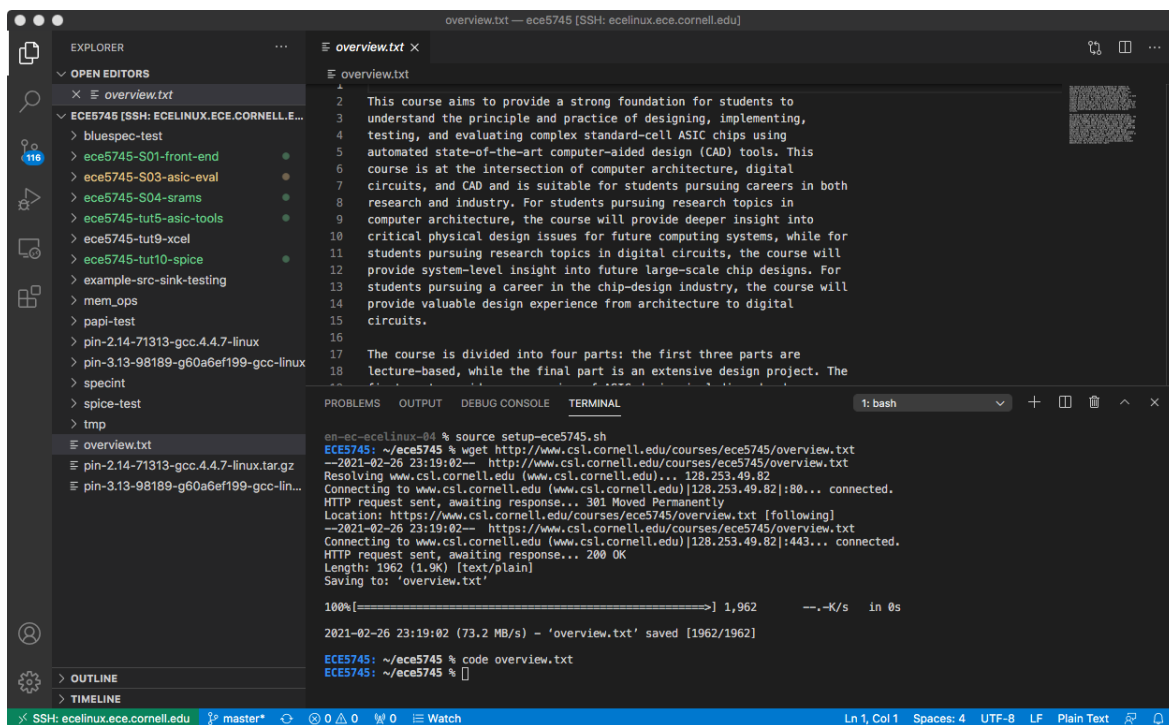 overview.txt — ece5745 [SSH: ecelinux.ece.cornell.edu]
EXPLORER
OPEN EDITORS
overview.txt
ECE5745 [SSH: ECELINUX.ECE.CORNELL.E...
bluespec-test
ece5745-S01-front-end
ece5745-S03-asic-eval
ece5745-S04-srams
ece5745-tut5-asic-tools
ece5745-tut9-xcel
ece5745-tut10-spice
example-src-sink-testing
mem_ops
papi-test
pin-2.14-71313-gcc.4.4.7-linux
pin-3.13-98189-g60a6ef199-gcc-linux
specint
spice-test
tmp
overview.txt
pin-2.14-71313-gcc.4.4.7-linux.tar.gz
pin-3.13-98189-g60a6ef199-gcc-lin...
OUTLINE
TIMELINE
116
overview.txt
overview.txt
1
2 This course aims to provide a strong foundation for students to
3 understand the principle and practice of designing, implementing,
4 testing, and evaluating complex standard-cell ASIC chips using
5 automated state-of-the-art computer-aided design (CAD) tools. This
6 course is at the intersection of computer architecture, digital
7 circuits, and CAD and is suitable for students pursuing careers in both
8 research and industry. For students pursuing research topics in
9 computer architecture, the course will provide deeper insight into
10 critical physical design issues for future computing systems, while for
11 students pursuing research topics in digital circuits, the course will
12 provide system-level insight into future large-scale chip designs. For
13 students pursuing a career in the chip-design industry, the course will
14 provide valuable design experience from architecture to digital
15 circuits.
16
17 The course is divided into four parts: the first three parts are
18 lecture-based, while the final part is an extensive design project. The
PROBLEMS OUTPUT DEBUG CONSOLE TERMINAL 1: bash
en-ec-ecelinux-04 % source setup-ece5745.sh
ECE5745: ~/ece5745 % wget http://www.csl.cornell.edu/courses/ece5745/overview.txt
--2021-02-26 23:19:02-- http://www.csl.cornell.edu/courses/ece5745/overview.txt
Resolving www.csl.cornell.edu (www.csl.cornell.edu)... 128.253.49.82
Connecting to www.csl.cornell.edu (www.csl.cornell.edu)|128.253.49.82|:80... connected.
HTTP request sent, awaiting response... 301 Moved Permanently
Location: https://www.csl.cornell.edu/courses/ece5745/overview.txt [following]
--2021-02-26 23:19:02-- https://www.csl.cornell.edu/courses/ece5745/overview.txt
Connecting to www.csl.cornell.edu (www.csl.cornell.edu)|128.253.49.82|:443... connected.
HTTP request sent, awaiting response... 200 OK
Length: 1962 (1.9K) [text/plain]
Saving to: ‘overview.txt’
100%[=====================================================>] 1,962 --.-K/s in 0s
2021-02-26 23:19:02 (73.2 MB/s) – ‘overview.txt’ saved [1962/1962]
ECE5745: ~/ece5745 % code overview.txt
ECE5745: ~/ece5745 %
SSH: ecelinux.ece.cornell.edu master* 0 0 0 Watch Ln 1, Col 1 Spaces: 4 UTF-8 LF Plain Text